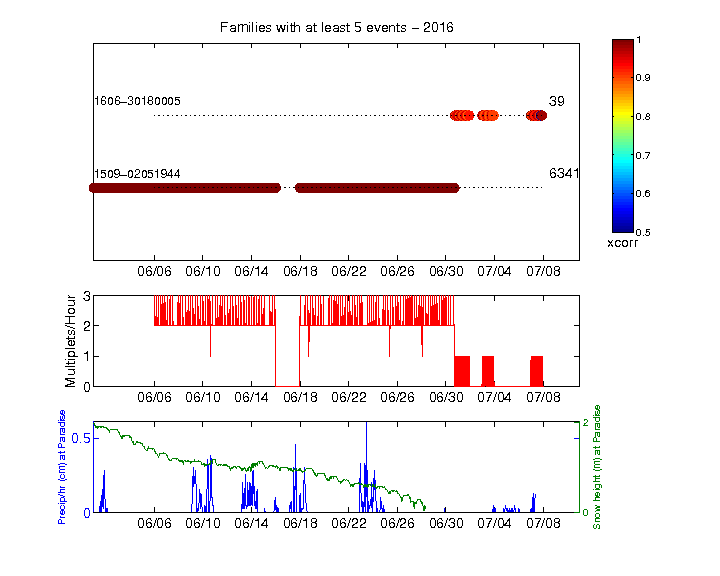 Families with at least 5 events – 2016
1606–30180005
39
1509–02051944
6341
06/06 06/10 06/14 06/18 06/22 06/26 06/30 07/04 07/08
1
0.9
0.8
0.7
0.6
0.5
xcorr
Multiplets/Hour
3
2
1
0
06/06 06/10 06/14 06/18 06/22 06/26 06/30 07/04 07/08
Precip/hr (cm) at Paradise
0.5
0
2
0
Snow height (m) at Paradise
06/06 06/10 06/14 06/18 06/22 06/26 06/30 07/04 07/08